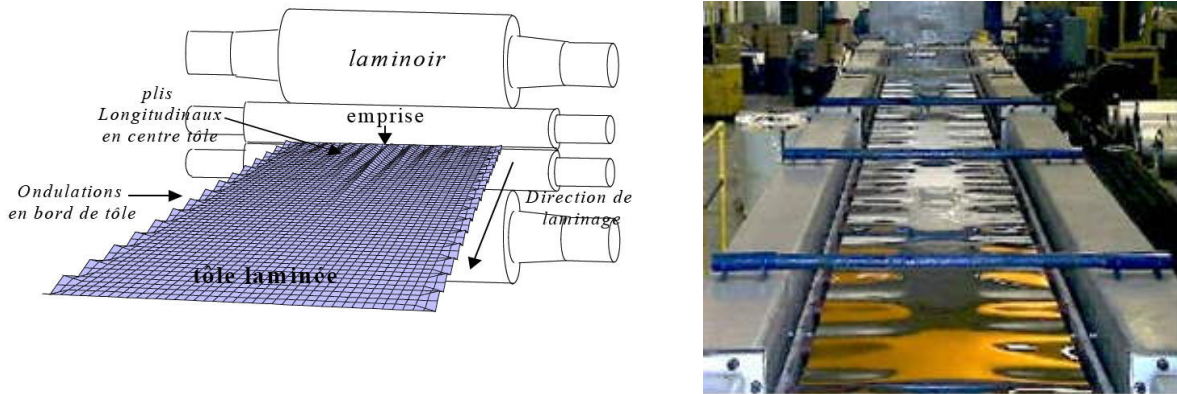 laminoir
plis
Longitudinaux
en centre tôle
emprise
Ondulations
en bord de tôle
Direction de
laminage
tôle laminée